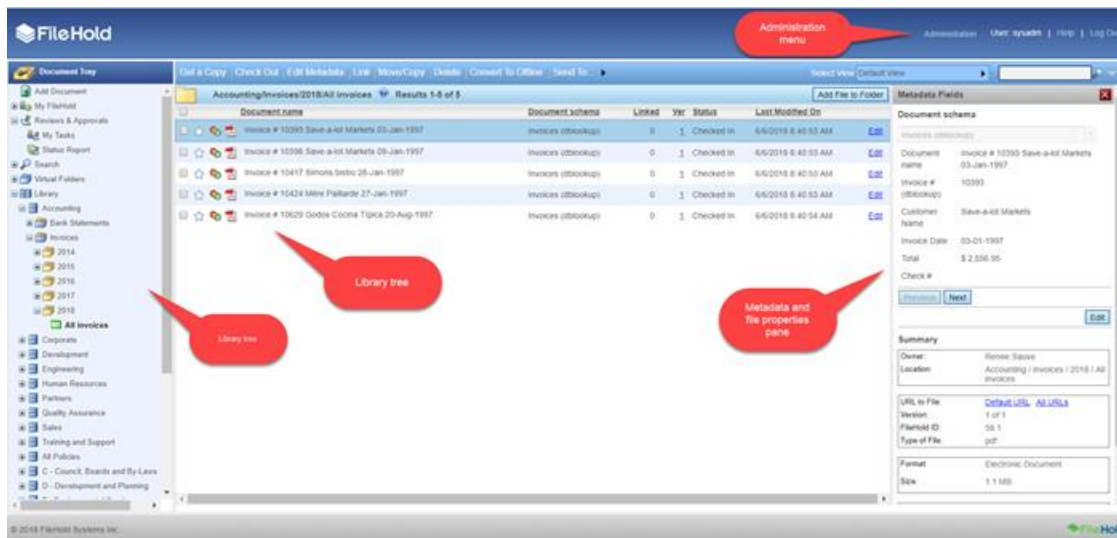 FileHold
Administration
menu
Administration User: sysadm | Help | Log Ou
Document Tray
Get a Copy Check Out Edit Metadata Link Move/Copy Delete Convert To Offline Send To...
Select View Default View
Add Document
My FileHold
Reviews & Approvals
My Tasks
Status Report
Search
Virtual Folders
Library
Accounting
Bank Statements
Invoices
2014
2015
2016
2017
2018
All invoices
Corporate
Development
Engineering
Human Resources
Partners
Quality Assurance
Sales
Training and Support
All Policies
C - Council, Boards and By-Laws
D - Development and Planning
Library tree
Accounting/Invoices/2018/All invoices Results 1-5 of 5
Add File to Folder
Document name Document schema Linked Ver Status Last Modified On
Invoice # 10393 Save-a-lot Markets 03-Jan-1997 Invoices (dblookup) 0 1 Checked In 6/6/2018 8:40:53 AM Edit
Invoice # 10398 Save-a-lot Markets 09-Jan-1997 Invoices (dblookup) 0 1 Checked In 6/6/2018 8:40:53 AM Edit
Invoice # 10417 Simons bistro 28-Jan-1997 Invoices (dblookup) 0 1 Checked In 6/6/2018 8:40:53 AM Edit
Invoice # 10424 Mère Paillarde 27-Jan-1997 Invoices (dblookup) 0 1 Checked In 6/6/2018 8:40:53 AM Edit
Invoice # 10629 Godos Cocina Típica 20-Aug-1997 Invoices (dblookup) 0 1 Checked In 6/6/2018 8:40:54 AM Edit
Library tree
Metadata and
file properties
pane
Metadata Fields
Document schema
Invoices (dblookup)
Document name Invoice # 10393 Save-a-lot Markets 03-Jan-1997
Invoice # (dblookup) 10393
Customer Name Save-a-lot Markets
Invoice Date 03-01-1997
Total $ 2,556.95
Check #
Previous Next
Edit
Summary
Owner: Renee Sauve
Location: Accounting / Invoices / 2018 / All invoices
URL to File: Default URL All URLs
Version: 1 of 1
FileHold ID: 58.1
Type of File: pdf
Format Electronic Document
Size 1.1 MB
© 2018 FileHold Systems Inc.
FileHo